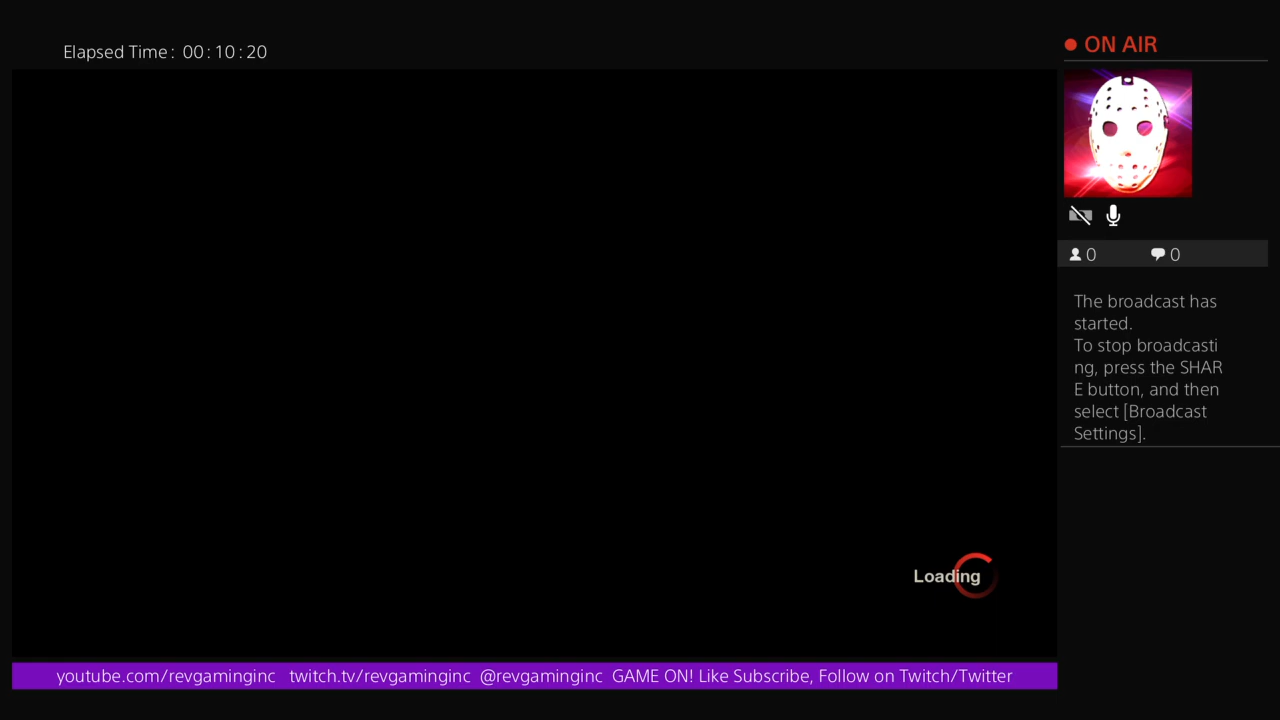 Elapsed Time: 00:10:20
ON AIR
0 0
The broadcast has
started.
To stop broadcasti
ng, press the SHAR
E button, and then
select [Broadcast
Settings].
Loading
youtube.com/revgaminginc twitch.tv/revgaminginc @revgaminginc GAME ON! Like Subscribe, Follow on Twitch/Twitter